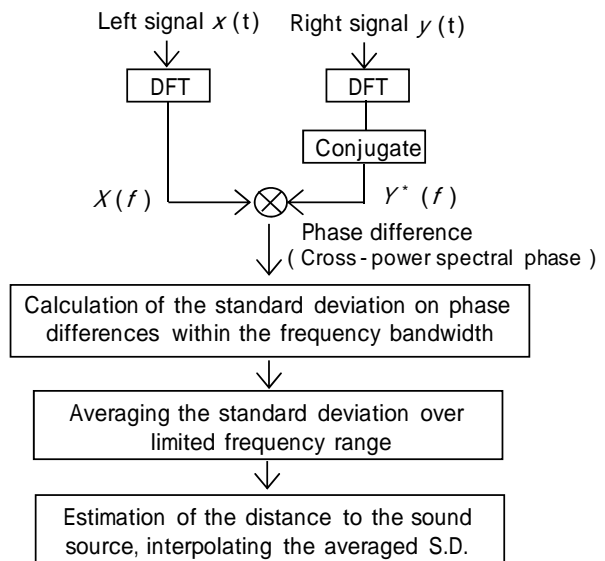 Left signal x (t)
Right signal y (t)
DFT
DFT
Conjugate
X (f)
Y* (f)
Phase difference
( Cross - power spectral phase )
Calculation of the standard deviation on phase
differences within the frequency bandwidth
Averaging the standard deviation over
limited frequency range
Estimation of the distance to the sound
source, interpolating the averaged S.D.